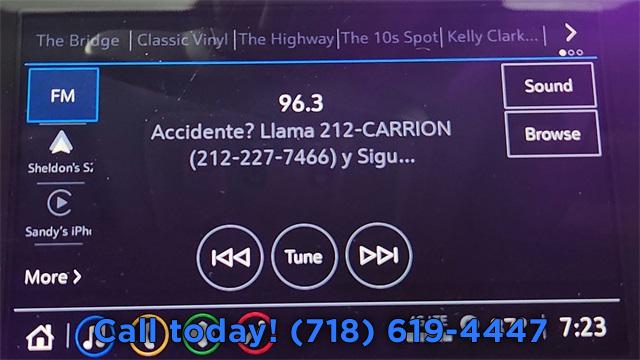 The Bridge | Classic Vinyl | The Highway | The 10s Spot | Kelly Clark...
FM
96.3
Accidente? Llama 212-CARRION
(212-227-7466) y Sigu...
Sound
Browse
Sheldon's S
Sandy's iPh
Tune
More
7:23
Call today! (718) 619-4447